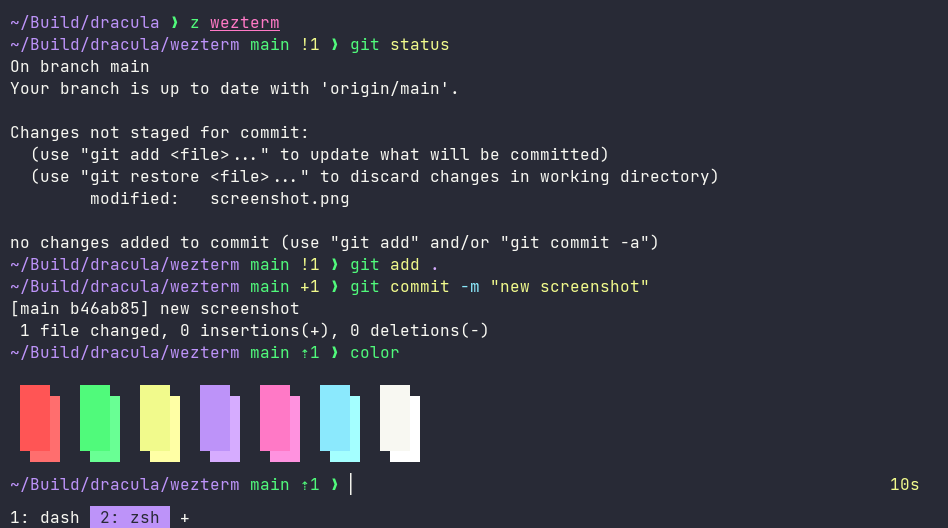 ~/Build/dracula ❱ z wezterm
~/Build/dracula/wezterm main !1 ❱ git status
On branch main
Your branch is up to date with 'origin/main'.
Changes not staged for commit:
  (use "git add <file>..." to update what will be committed)
  (use "git restore <file>..." to discard changes in working directory)
        modified:   screenshot.png
no changes added to commit (use "git add" and/or "git commit -a")
~/Build/dracula/wezterm main !1 ❱ git add .
~/Build/dracula/wezterm main +1 ❱ git commit -m "new screenshot"
[main b46ab85] new screenshot
 1 file changed, 0 insertions(+), 0 deletions(-)
~/Build/dracula/wezterm main ⇡1 ❱ color
~/Build/dracula/wezterm main ⇡1 ❱ 10s
1: dash 2: zsh +